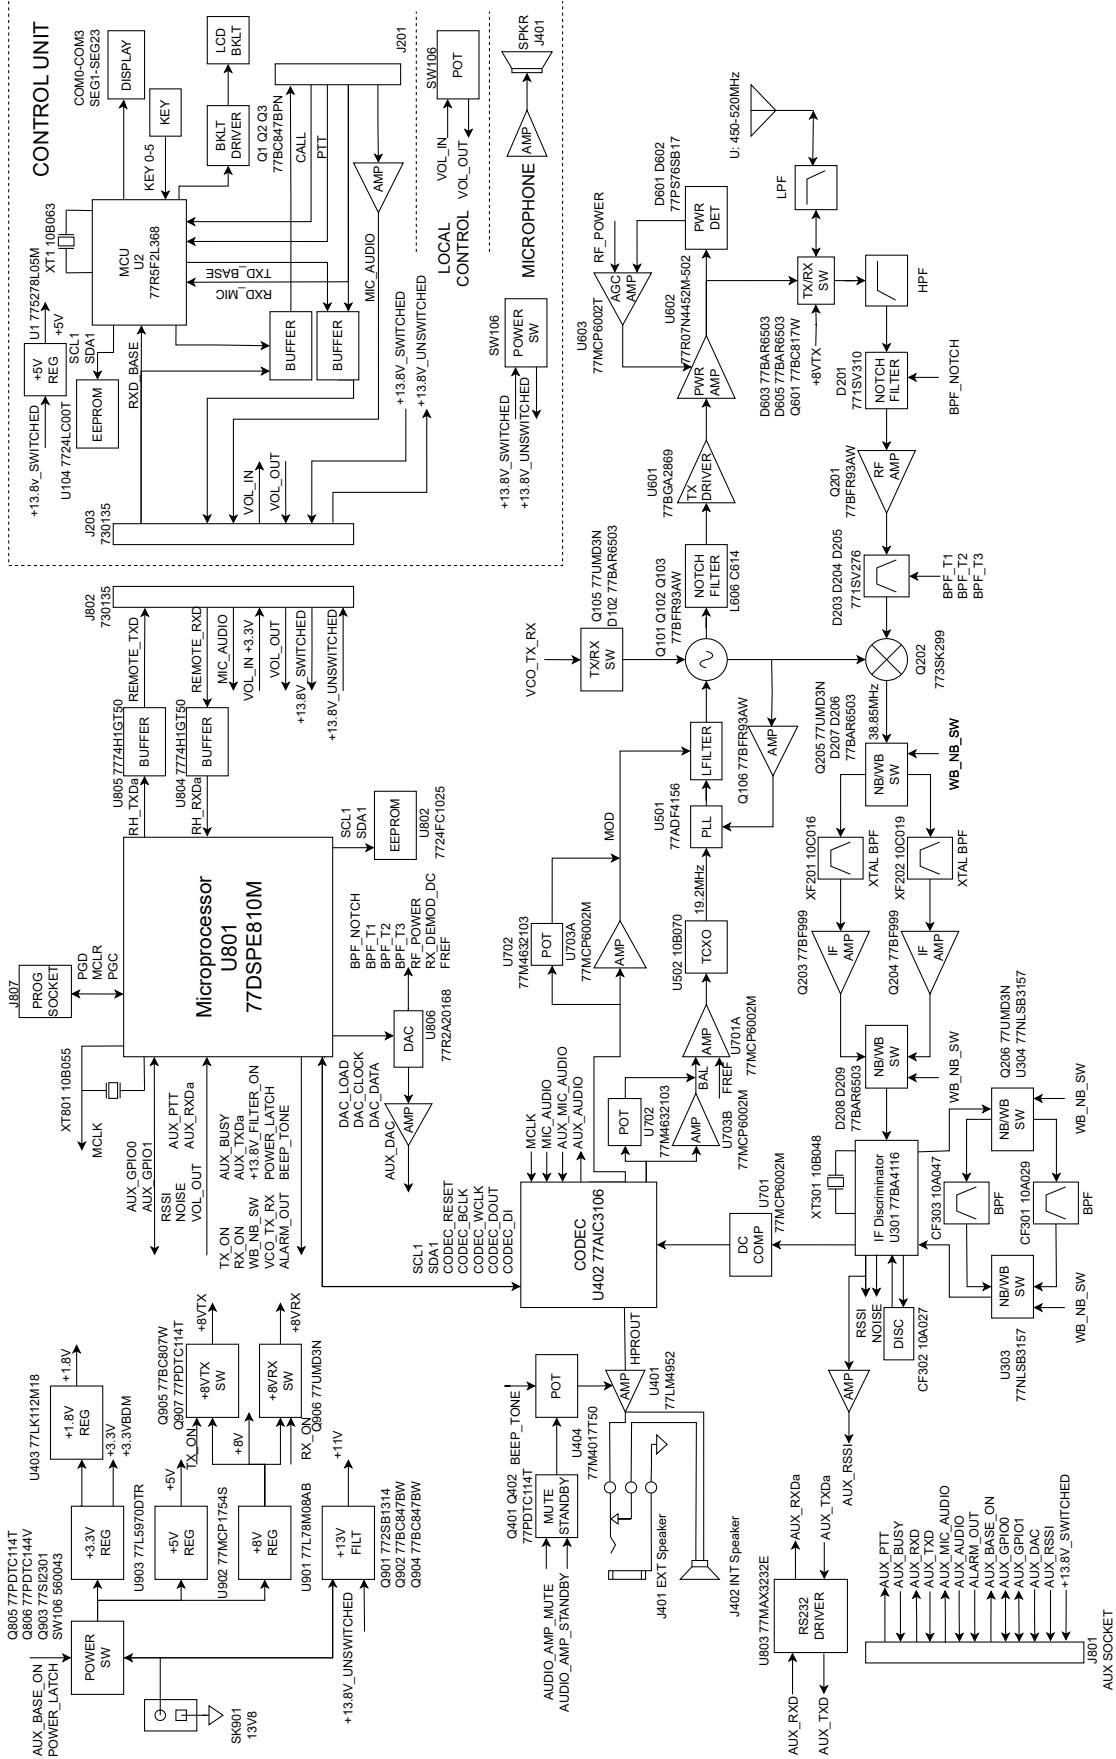 CONTROL UNIT
COM0-COM3
SEG1-SEG23
DISPLAY
LCD
BKLT
KEY
KEY 0-5
BKLT
DRIVER
Q1 Q2 Q3
77BC847BPN
J201
CALL
PTT
AMP
XT1 10B063
MCU
U2
77R5F2L368
TXD_BASE
RXD_MIC
MIC_AUDIO
U1 775278L05M
+5V
+5V
REG
+13.8v_SWITCHED
SCL1
SDA1
EEPROM
U104 7724LC00T
RXD_BASE
BUFFER
BUFFER
+13.8v_SWITCHED
+13.8v_UNSWITCHED
J203
730135
VOL_IN
VOL_OUT
SW106
POT
VOL_IN
VOL_OUT
LOCAL
CONTROL
SPKR
J401
AMP
MICROPHONE
SW106
POWER
SW
+13.8v_SWITCHED
+13.8v_UNSWITCHED
J802
730135
REMOTE_TXD
REMOTE_RXD
MIC_AUDIO
VOL_IN +3.3V
VOL_OUT
+13.8V_SWITCHED
+13.8V_UNSWITCHED
U805 7774H1GT50
BUFFER
RH_TXDa
U804 7774H1GT50
BUFFER
RH_RXDa
J807
PROG
SOCKET
PGD
MCLR
PGC
Microprocessor
U801
77DSPE810M
SCL1
SDA1
EEPROM
U802
7724FC1025
XT801 10B055
MCLK
BPF_NOTCH
BPF_T1
BPF_T2
BPF_T3
RF_POWER
RX_DEMOD_DC
FREF
DAC
U806
77R2A20168
DAC_LOAD
DAC_CLOCK
DAC_DATA
AMP
AUX_DAC
AUX_GPIO0
AUX_GPIO1
AUX_PTT
AUX_RXDa
RSSI
NOISE
VOL_OUT
AUX_BUSY
AUX_TXDa
+13.8V_FILTER_ON
POWER_LATCH
BEEP_TONE
TX_ON
RX_ON
WB_NB_SW
VCO_TX_RX
ALARM_OUT
SCL1
SDA1
CODEC_RESET
CODEC_BCLK
CODEC_WCLK
CODEC_DOUT
CODEC_DI
Q805 77PDTC114T
Q806 77PDTC144V
Q903 77SI2301
SW106 560043
AUX_BASE_ON
POWER_LATCH
POWER
SW
SK901
13V8
+13.8V_UNSWITCHED
U403 77LK112M18
+1.8V
REG
+1.8V
+3.3V
+3.3VBDM
+3.3V
REG
U903 77L5970DTR
+5V
REG
+5V
U902 77MCP1754S
+8V
REG
+8V
U901 77L78M08AB
+13V
FILT
+11V
Q901 772SB1314
Q902 77BC847BW
Q904 77BC847BW
Q905 77BC807W
Q907 77PDTC114T
+8VTX
SW
+8VTX
TX_ON
+8VRX
SW
+8VRX
RX_ON
Q906 77UMD3N
CODEC
U402 77AIC3106
MCLK
MIC_AUDIO
AUX_MIC_AUDIO
AUX_AUDIO
HPROUT
AMP
U401
77LM4952
BEEP_TONE
POT
U404
77M4017T50
Q401 Q402
77PDTC114T
MUTE
STANDBY
AUDIO_AMP_MUTE
AUDIO_AMP_STANDBY
J401 EXT Speaker
J402 INT Speaker
POT
U702
77M4632103
AMP
U703B
77MCP6002M
BAL
FREF
AMP
U701A
77MCP6002M
TCXO
U502 10B070
19.2MHz
U702
77M4632103
POT
U703A
77MCP6002M
AMP
MOD
PLL
U501
77ADF4156
LFILTER
AMP
Q106 77BFR93AW
VCO_TX_RX
TX/RX
SW
Q105 77UMD3N
D102 77BAR6503
Q101 Q102 Q103
77BFR93AW
NOTCH
FILTER
L606 C614
TX
DRIVER
U601
77BGA2869
PWR
AMP
U602
77R07N4452M-502
AGC
AMP
U603
77MCP6002T
RF_POWER
PWR
DET
D601 D602
77PS76SB17
U: 450-520MHz
LPF
TX/RX
SW
+8VTX
D603 77BAR6503
D605 77BAR6503
Q601 77BC817W
HPF
NOTCH
FILTER
D201
771SV310
BPF_NOTCH
RF
AMP
Q201
77BFR93AW
D203 D204 D205
771SV276
BPF_T1
BPF_T2
BPF_T3
Q202
773SK299
38.85MHz
Q205 77UMD3N
D207 D206
77BAR6503
NB/WB
SW
WB_NB_SW
XF201 10C016
XTAL BPF
XF202 10C019
XTAL BPF
IF
AMP
Q203 77BF999
IF
AMP
Q204 77BF999
NB/WB
SW
WB_NB_SW
D208 D209
77BAR6503
XT301 10B048
IF Discriminator
U301 77BA4116
DC
COMP
U701
77MCP6002M
RSSI
NOISE
DISC
CF302 10A027
AMP
AUX_RSSI
Q206 77UMD3N
U304 77NLSB3157
NB/WB
SW
WB_NB_SW
CF303 10A047
BPF
CF301 10A029
BPF
NB/WB
SW
WB_NB_SW
U303
77NLSB3157
U803 77MAX3232E
RS232
DRIVER
AUX_RXDa
AUX_TXDa
AUX_RXD
AUX_TXD
AUX_PTT
AUX_BUSY
AUX_RXD
AUX_TXD
AUX_MIC_AUDIO
AUX_AUDIO
ALARM_OUT
AUX_BASE_ON
AUX_GPIO0
AUX_GPIO1
AUX_DAC
AUX_RSSI
+13.8V_SWITCHED
J801
AUX SOCKET